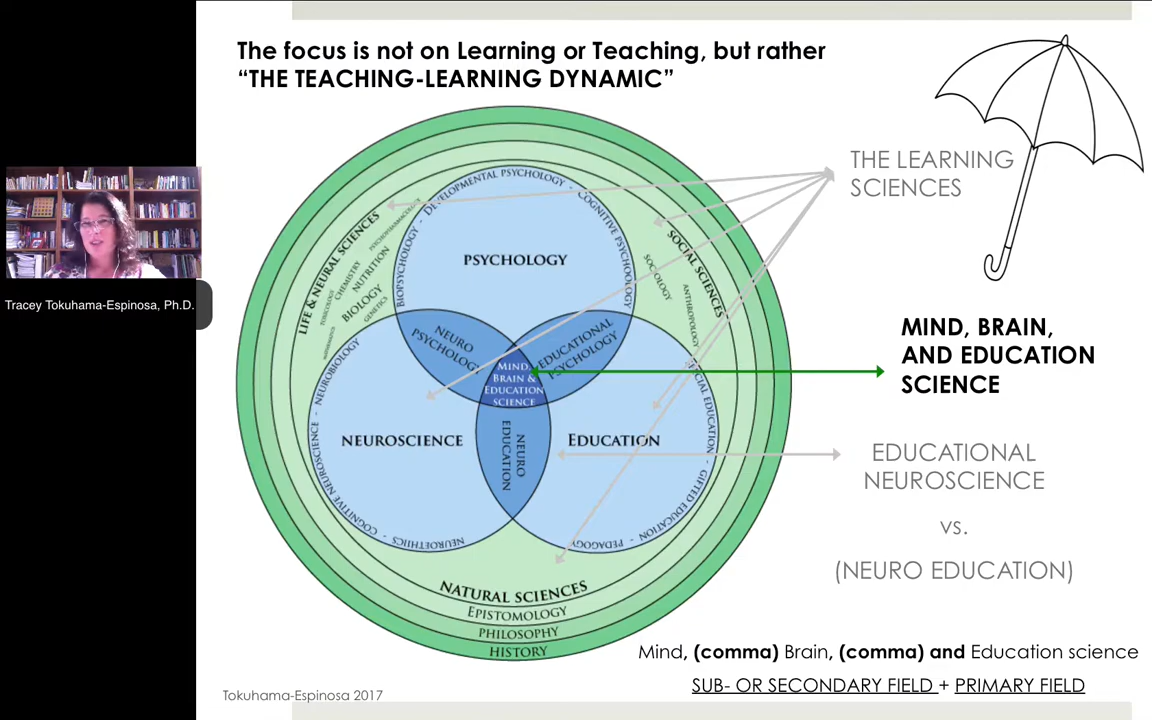 The focus is not on Learning or Teaching, but rather
“THE TEACHING-LEARNING DYNAMIC”
THE LEARNING
SCIENCES
MIND, BRAIN,
AND EDUCATION
SCIENCE
EDUCATIONAL
NEUROSCIENCE
vs.
(NEURO EDUCATION)
Tracey Tokuhama-Espinosa, Ph.D.
BIOPSYCHOLOGY - DEVELOPMENTAL PSYCHOLOGY - COGNITIVE PSYCHOLOGY
PSYCHOLOGY
LIFE & NEURAL SCIENCES
PSYCHOPHARMACOLOGY
NUTRITION
CHEMISTRY
BIOLOGY
GENETICS
SOCIAL SCIENCES
SOCIOLOGY
ANTHROPOLOGY
NEURO
PSYCHOLOGY
EDUCATIONAL
PSYCHOLOGY
MIND,
BRAIN &
EDUCATION
SCIENCE
NEUROSCIENCE
EDUCATION
NEURO
EDUCATION
NEUROETHICS - COGNITIVE NEUROSCIENCE - NEUROBIOLOGY
SPECIAL EDUCATION - GIFTED EDUCATION - PEDAGOGY
NATURAL SCIENCES
EPISTOMOLOGY
PHILOSOPHY
HISTORY
Mind, (comma) Brain, (comma) and Education science
SUB- OR SECONDARY FIELD + PRIMARY FIELD
Tokuhama-Espinosa 2017